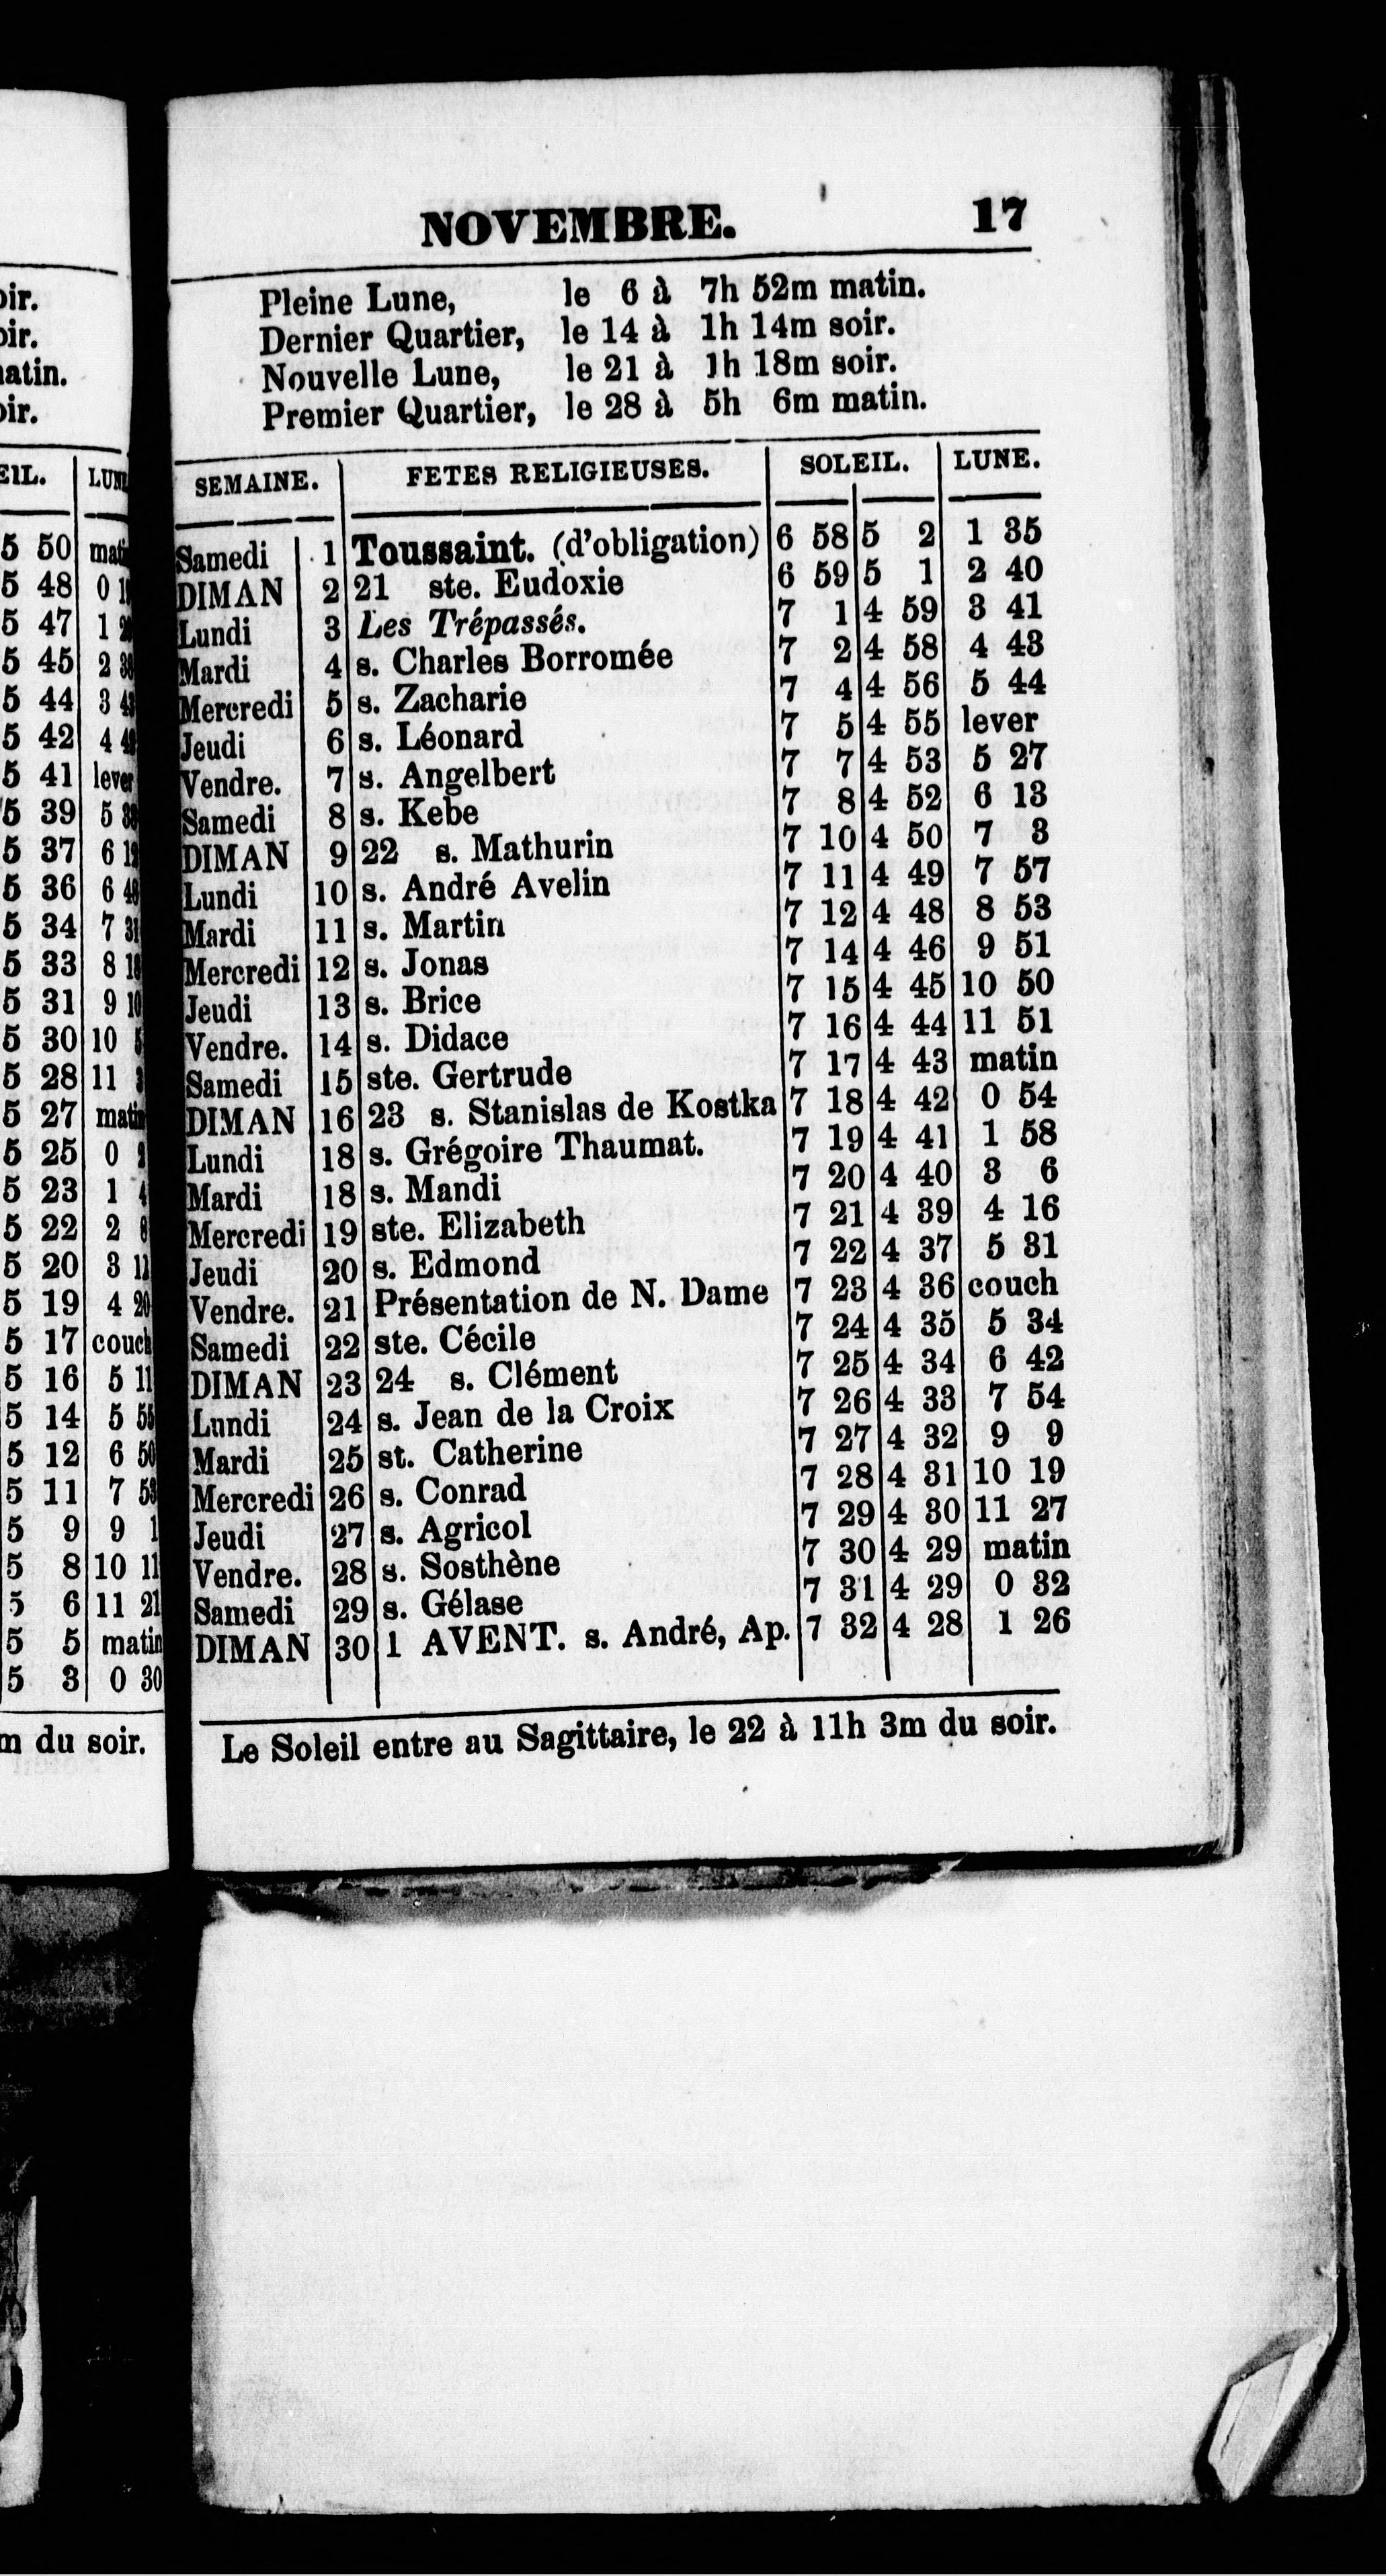 NOVEMBRE. 17
Pleine Lune, le 6 à 7h 52m matin.
Dernier Quartier, le 14 à 1h 14m soir.
Nouvelle Lune, le 21 à 1h 18m soir.
Premier Quartier, le 28 à 5h 6m matin.
SEMAINE. FETES RELIGIEUSES. SOLEIL. LUNE.
Samedi 1 Toussaint. (d'obligation) 6 58 5 2 1 35
DIMAN 2 21 ste. Eudoxie 6 59 5 1 2 40
Lundi 3 Les Trépassés. 7 1 4 59 3 41
Mardi 4 s. Charles Borromée 7 2 4 58 4 43
Mercredi 5 s. Zacharie 7 4 4 56 5 44
Jeudi 6 s. Léonard 7 5 4 55 lever
Vendre. 7 s. Angelbert 7 7 4 53 5 27
Samedi 8 s. Kebe 7 8 4 52 6 13
DIMAN 9 22 s. Mathurin 7 10 4 50 7 3
Lundi 10 s. André Avelin 7 11 4 49 7 57
Mardi 11 s. Martin 7 12 4 48 8 53
Mercredi 12 s. Jonas 7 14 4 46 9 51
Jeudi 13 s. Brice 7 15 4 45 10 50
Vendre. 14 s. Didace 7 16 4 44 11 51
Samedi 15 ste. Gertrude 7 17 4 43 matin
DIMAN 16 23 s. Stanislas de Kostka 7 18 4 42 0 54
Lundi 18 s. Grégoire Thaumat. 7 19 4 41 1 58
Mardi 18 s. Mandi 7 20 4 40 3 6
Mercredi 19 ste. Elizabeth 7 21 4 39 4 16
Jeudi 20 s. Edmond 7 22 4 37 5 31
Vendre. 21 Présentation de N. Dame 7 23 4 36 couch
Samedi 22 ste. Cécile 7 24 4 35 5 34
DIMAN 23 24 s. Clément 7 25 4 34 6 42
Lundi 24 s. Jean de la Croix 7 26 4 33 7 54
Mardi 25 st. Catherine 7 27 4 32 9 9
Mercredi 26 s. Conrad 7 28 4 31 10 19
Jeudi 27 s. Agricol 7 29 4 30 11 27
Vendre. 28 s. Sosthène 7 30 4 29 matin
Samedi 29 s. Gélase 7 31 4 29 0 32
DIMAN 30 1 AVENT. s. André, Ap. 7 32 4 28 1 26
Le Soleil entre au Sagittaire, le 22 à 11h 3m du soir.